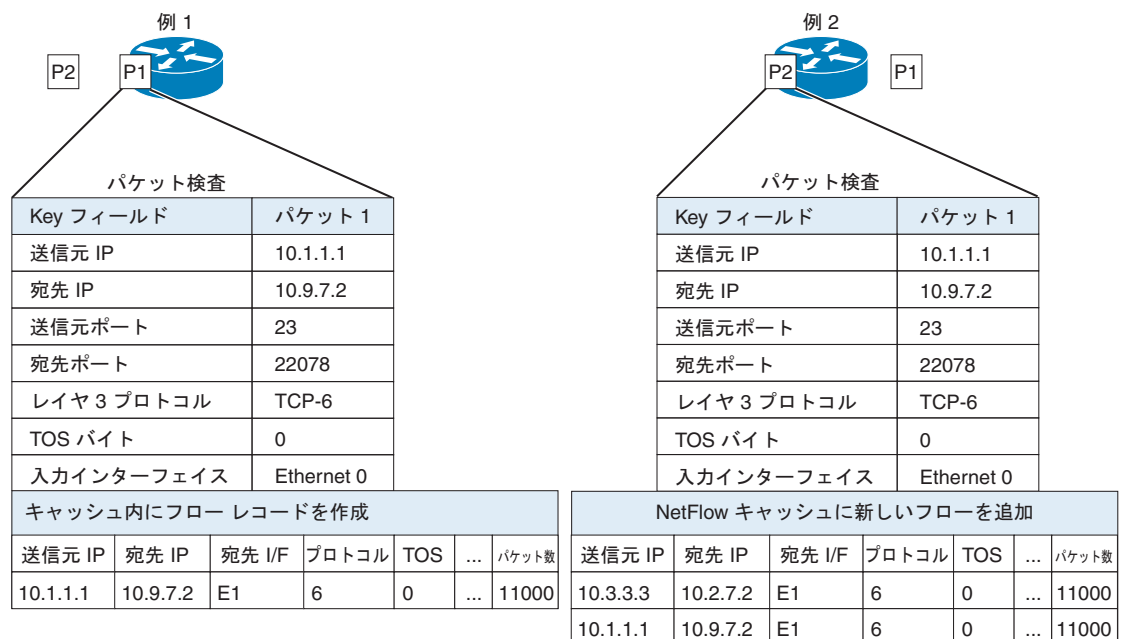 例 1
P2
P1
パケット検査
Key フィールド パケット 1
送信元 IP 10.1.1.1
宛先 IP 10.9.7.2
送信元ポート 23
宛先ポート 22078
レイヤ 3 プロトコル TCP-6
TOS バイト 0
入力インターフェイス Ethernet 0
キャッシュ内にフロー レコードを作成
送信元 IP 宛先 IP 宛先 I/F プロトコル TOS ... パケット数
10.1.1.1 10.9.7.2 E1 6 0 ... 11000
例 2
P2
P1
パケット検査
Key フィールド パケット 1
送信元 IP 10.1.1.1
宛先 IP 10.9.7.2
送信元ポート 23
宛先ポート 22078
レイヤ 3 プロトコル TCP-6
TOS バイト 0
入力インターフェイス Ethernet 0
NetFlow キャッシュに新しいフローを追加
送信元 IP 宛先 IP 宛先 I/F プロトコル TOS ... パケット数
10.3.3.3 10.2.7.2 E1 6 0 ... 11000
10.1.1.1 10.9.7.2 E1 6 0 ... 11000